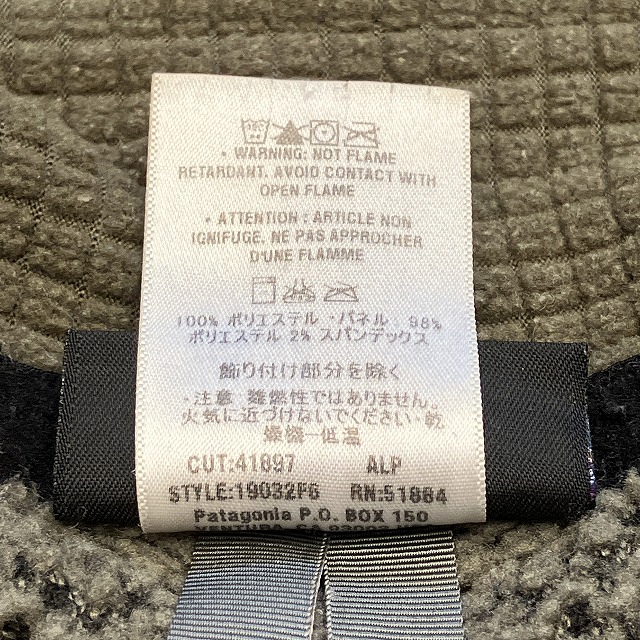 • WARNING: NOT FLAME
RETARDANT. AVOID CONTACT WITH
OPEN FLAME
• ATTENTION : ARTICLE NON
IGNIFUGE. NE PAS APPROCHER
D'UNE FLAMME
100% ポリエステル ・パネル: 98%
ポリエステル 2% スパンデックス
飾り付け部分を除く
・注意 難燃性ではありません。
火気に近づけないでください・乾
燥機—低温
CUT:41897 ALP
STYLE:19032F6 RN:51884
Patagonia P.O. BOX 150
VENTURA, CA